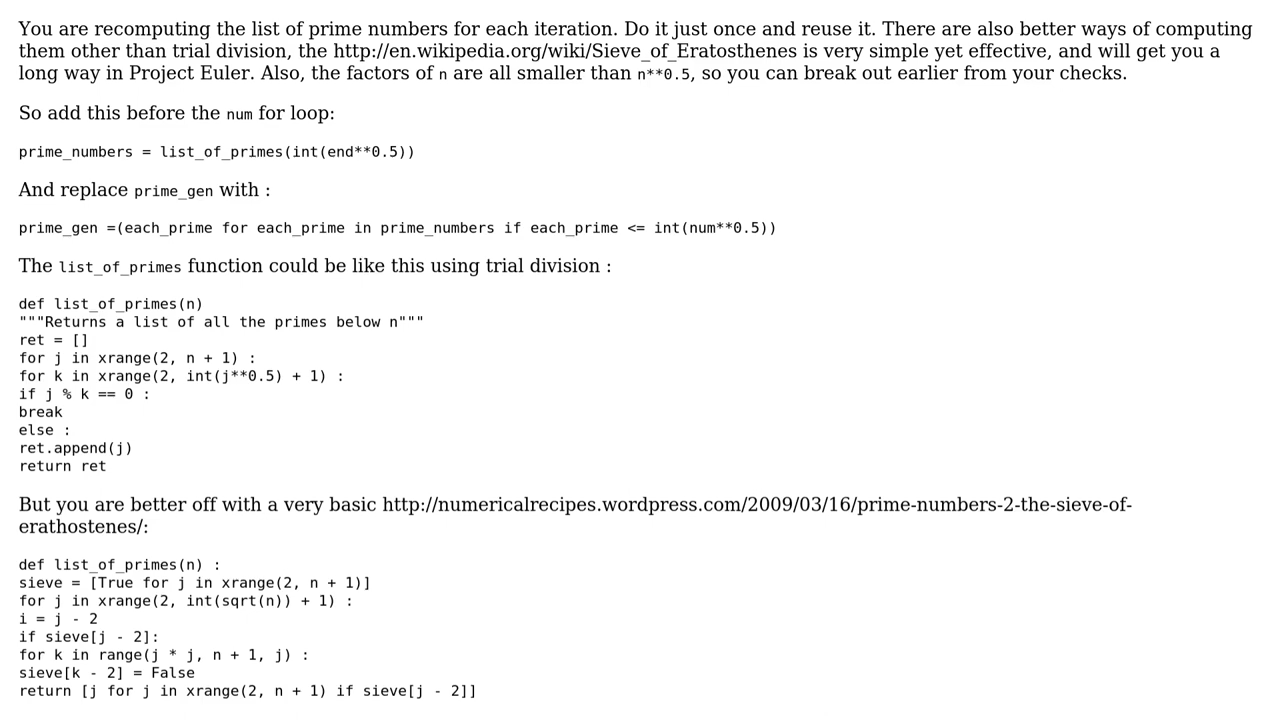 You are recomputing the list of prime numbers for each iteration. Do it just once and reuse it. There are also better ways of computing
them other than trial division, the http://en.wikipedia.org/wiki/Sieve_of_Eratosthenes is very simple yet effective, and will get you a
long way in Project Euler. Also, the factors of n are all smaller than n**0.5, so you can break out earlier from your checks.
So add this before the num for loop:
prime_numbers = list_of_primes(int(end**0.5))
And replace prime_gen with :
prime_gen =(each_prime for each_prime in prime_numbers if each_prime <= int(num**0.5))
The list_of_primes function could be like this using trial division :
def list_of_primes(n)
"""Returns a list of all the primes below n"""
ret = []
for j in xrange(2, n + 1) :
for k in xrange(2, int(j**0.5) + 1) :
if j % k == 0 :
break
else :
ret.append(j)
return ret
But you are better off with a very basic http://numericalrecipes.wordpress.com/2009/03/16/prime-numbers-2-the-sieve-of-
erathostenes/:
def list_of_primes(n) :
sieve = [True for j in xrange(2, n + 1)]
for j in xrange(2, int(sqrt(n)) + 1) :
i = j - 2
if sieve[j - 2]:
for k in range(j * j, n + 1, j) :
sieve[k - 2] = False
return [j for j in xrange(2, n + 1) if sieve[j - 2]]